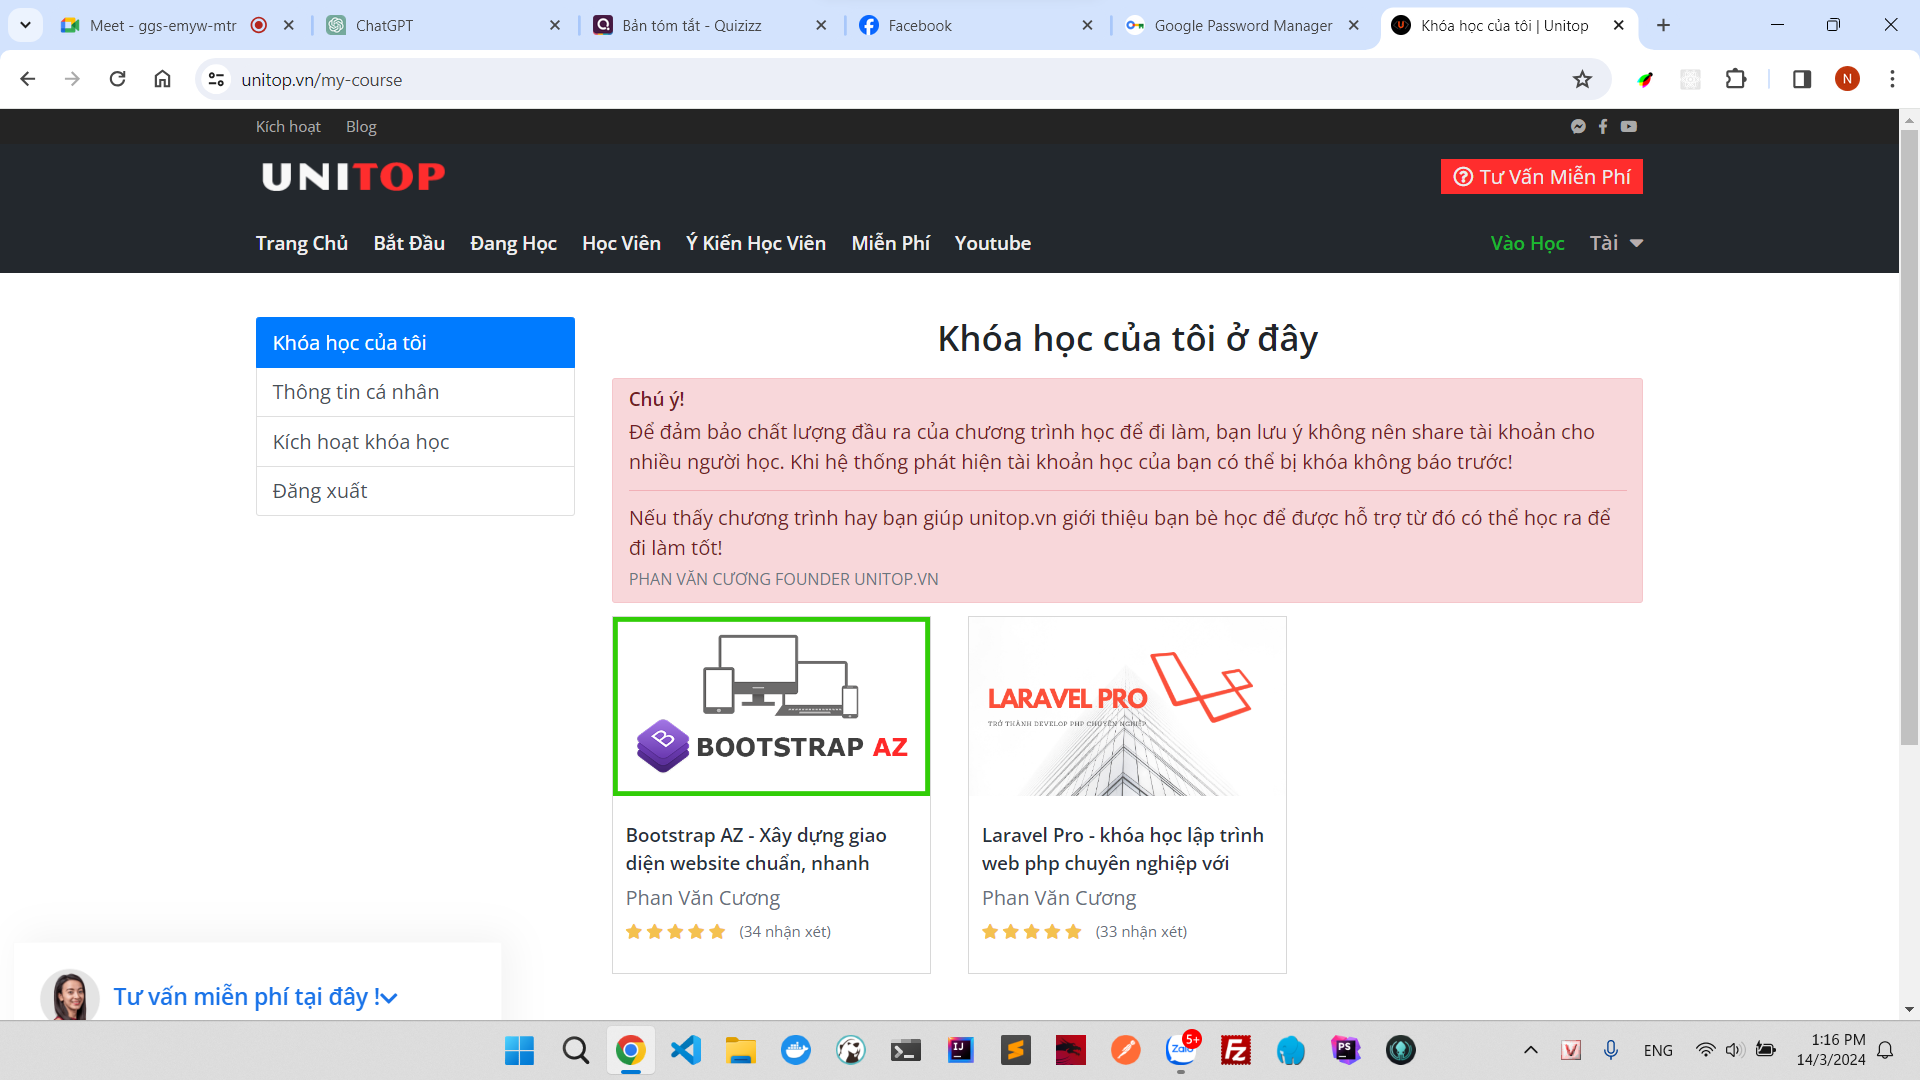 Meet - ggs-emyw-mtr
ChatGPT
Bản tóm tắt - Quizizz
Facebook
Google Password Manager
Khóa học của tôi | Unitop
unitop.vn/my-course
N
Kích hoạt
Blog
UNITOP
Tư Vấn Miễn Phí
Trang Chủ
Bắt Đầu
Đang Học
Học Viên
Ý Kiến Học Viên
Miễn Phí
Youtube
Vào Học
Tài
Khóa học của tôi
Thông tin cá nhân
Kích hoạt khóa học
Đăng xuất
Khóa học của tôi ở đây
Chú ý!
Để đảm bảo chất lượng đầu ra của chương trình học để đi làm, bạn lưu ý không nên share tài khoản cho
nhiều người học. Khi hệ thống phát hiện tài khoản học của bạn có thể bị khóa không báo trước!
Nếu thấy chương trình hay bạn giúp unitop.vn giới thiệu bạn bè học để được hỗ trợ từ đó có thể học ra để
đi làm tốt!
PHAN VĂN CƯƠNG FOUNDER UNITOP.VN
B
BOOTSTRAP AZ
Bootstrap AZ - Xây dựng giao
diện website chuẩn, nhanh
Phan Văn Cương
(34 nhận xét)
LARAVEL PRO
TRỞ THÀNH DEVELOP PHP CHUYÊN NGHIỆP
Laravel Pro - khóa học lập trình
web php chuyên nghiệp với
Phan Văn Cương
(33 nhận xét)
Tư vấn miễn phí tại đây !
IJ
Zalo
5+
FZ
PS
V
ENG
1:16 PM
14/3/2024